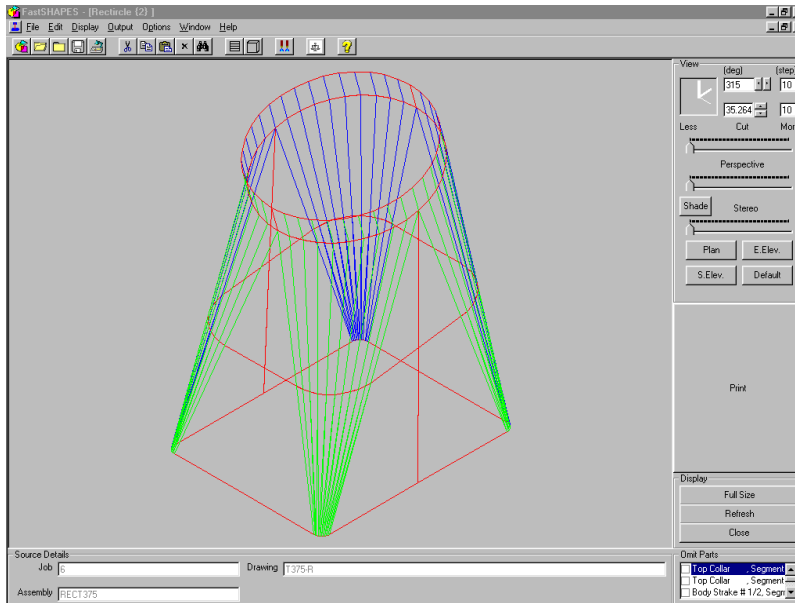 FastSHAPES - [Rectircle {2} ]
File Edit Display Output Options Window Help
View
(deg) (step)
315 10
35.264 10
Less Cut Mor
Perspective
Shade Stereo
Plan E.Elev.
S.Elev. Default
Print
Display
Full Size
Refresh
Close
Source Details
Job 6 Drawing T375-R
Assembly RECT375
Omit Parts
Top Collar , Segment
Top Collar , Segment
Body Strake # 1/2, Segm